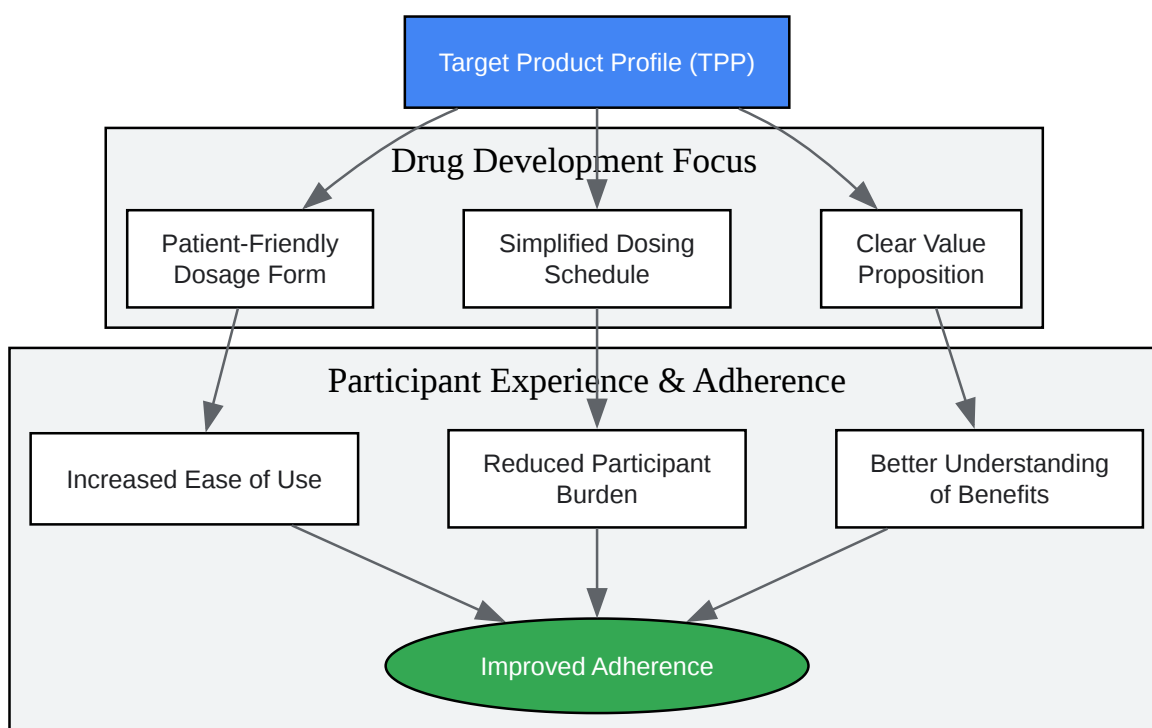 Target Product Profile (TPP)
Drug Development Focus
Patient-Friendly
Dosage Form
Simplified Dosing
Schedule
Clear Value
Proposition
Participant Experience & Adherence
Increased Ease of Use
Reduced Participant
Burden
Better Understanding
of Benefits
Improved Adherence